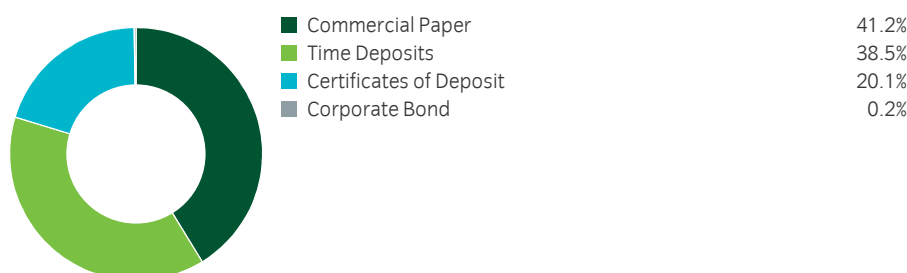 Commercial Paper 41.2%
Time Deposits 38.5%
Certificates of Deposit 20.1%
Corporate Bond 0.2%